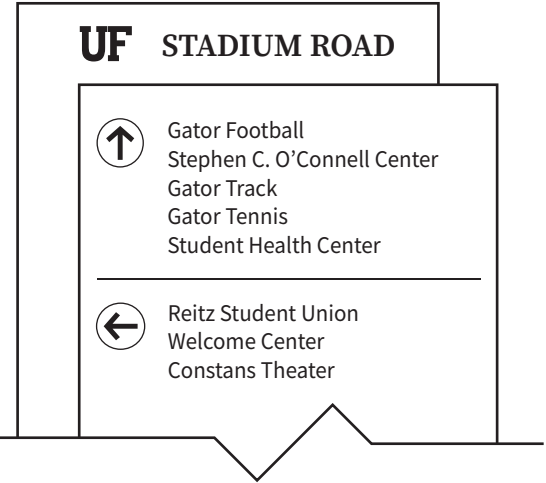 UF STADIUM ROAD
Gator Football
Stephen C. O’Connell Center
Gator Track
Gator Tennis
Student Health Center
Reitz Student Union
Welcome Center
Constans Theater